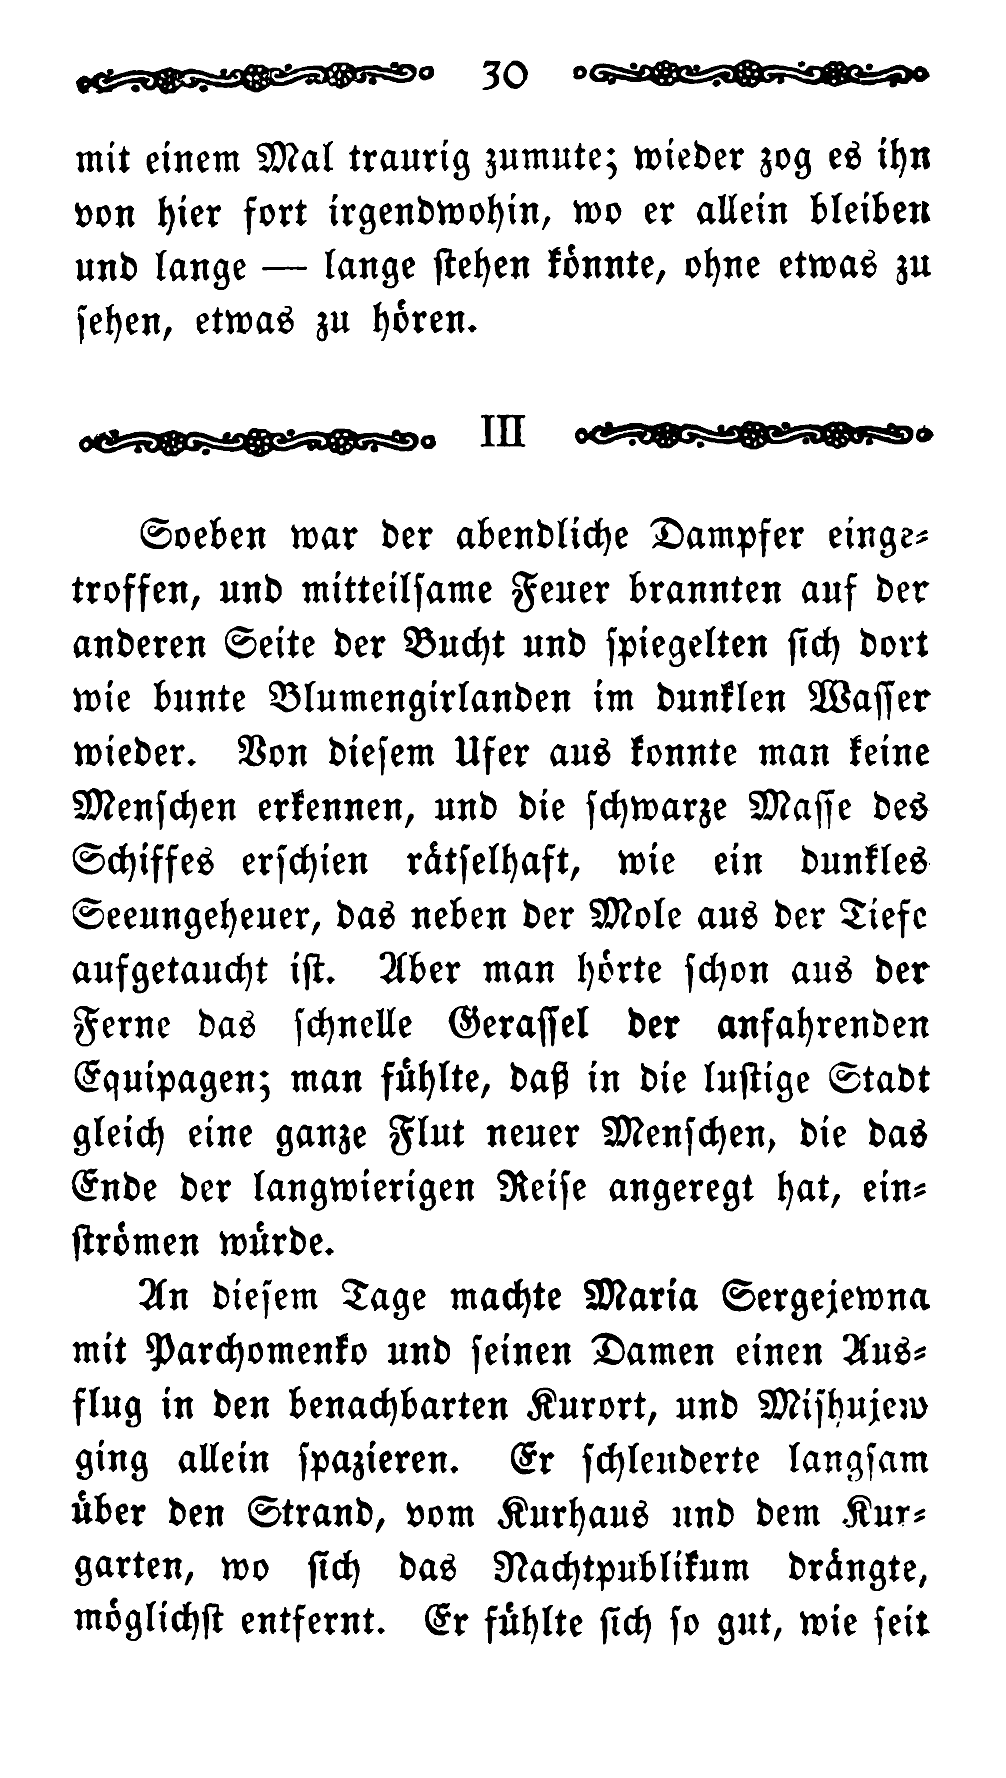 30
mit einem Mal traurig zumute; wieder zog es ihn
von hier fort irgendwohin, wo er allein bleiben
und lange — lange ſtehen könnte, ohne etwas zu
ſehen, etwas zu hören.
III
Soeben war der abendliche Dampfer einge⸗
troffen, und mitteilſame Feuer brannten auf der
anderen Seite der Bucht und ſpiegelten ſich dort
wie bunte Blumengirlanden im dunklen Waſſer
wieder. Von dieſem Ufer aus konnte man keine
Menſchen erkennen, und die ſchwarze Maſſe des
Schiffes erſchien rätſelhaft, wie ein dunkles
Seeungeheuer, das neben der Mole aus der Tiefe
aufgetaucht iſt. Aber man hörte ſchon aus der
Ferne das ſchnelle Geraſſel der anfahrenden
Equipagen; man fühlte, daß in die luſtige Stadt
gleich eine ganze Flut neuer Menſchen, die das
Ende der langwierigen Reiſe angeregt hat, ein⸗
ſtrömen würde.
An dieſem Tage machte Maria Sergejewna
mit Parchomenko und ſeinen Damen einen Aus⸗
flug in den benachbarten Kurort, und Miſhujew
ging allein ſpazieren. Er ſchlenderte langſam
über den Strand, vom Kurhaus und dem Kur⸗
garten, wo ſich das Nachtpublikum drängte,
möglichſt entfernt. Er fühlte ſich ſo gut, wie ſeit